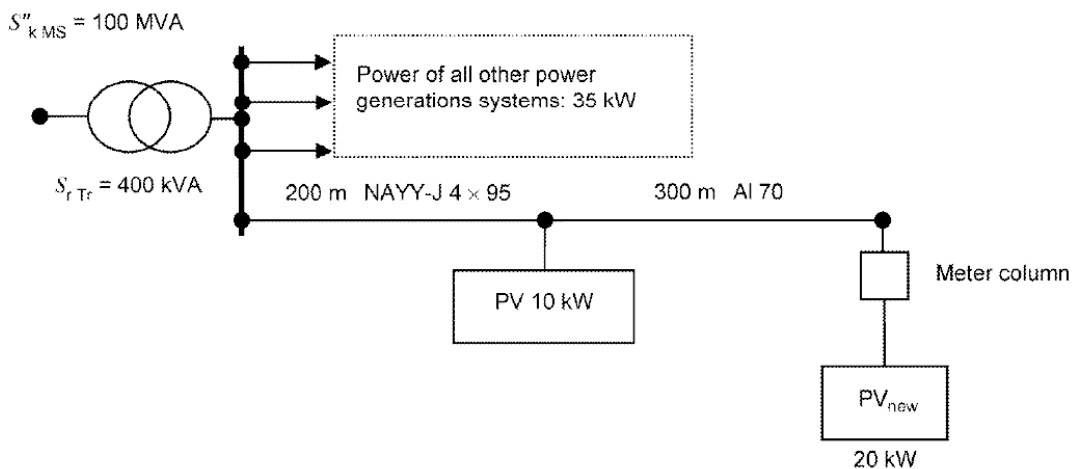 S″k MS = 100 MVA
Power of all other power
generations systems: 35 kW
Sr Tr = 400 kVA
200 m NAYY-J 4 × 95
300 m Al 70
Meter column
PV 10 kW
PVnew
20 kW